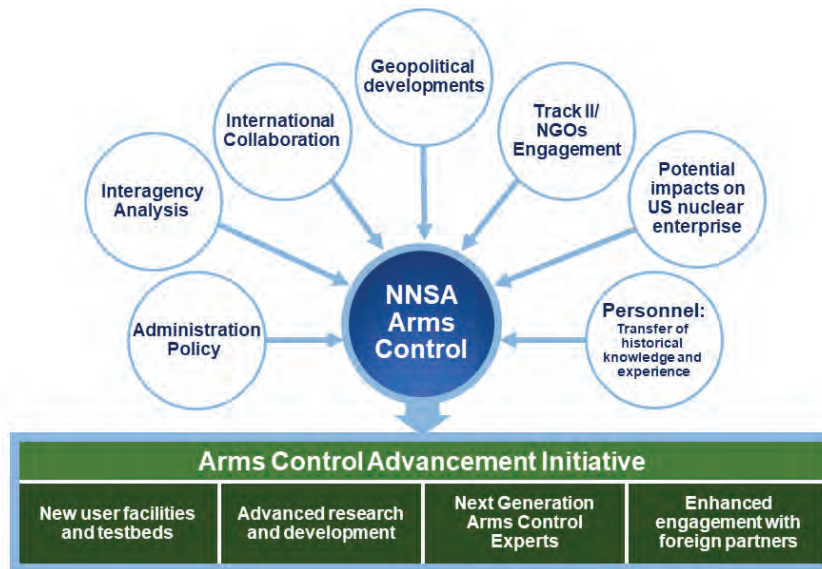 Geopolitical
developments
International
Collaboration
Track II/
NGOs
Engagement
Interagency
Analysis
Potential
impacts on
US nuclear
enterprise
Administration
Policy
NNSA
Arms
Control
Personnel:
Transfer of
historical
knowledge and
experience
Arms Control Advancement Initiative
New user facilities
and testbeds
Advanced research
and development
Next Generation
Arms Control
Experts
Enhanced
engagement with
foreign partners